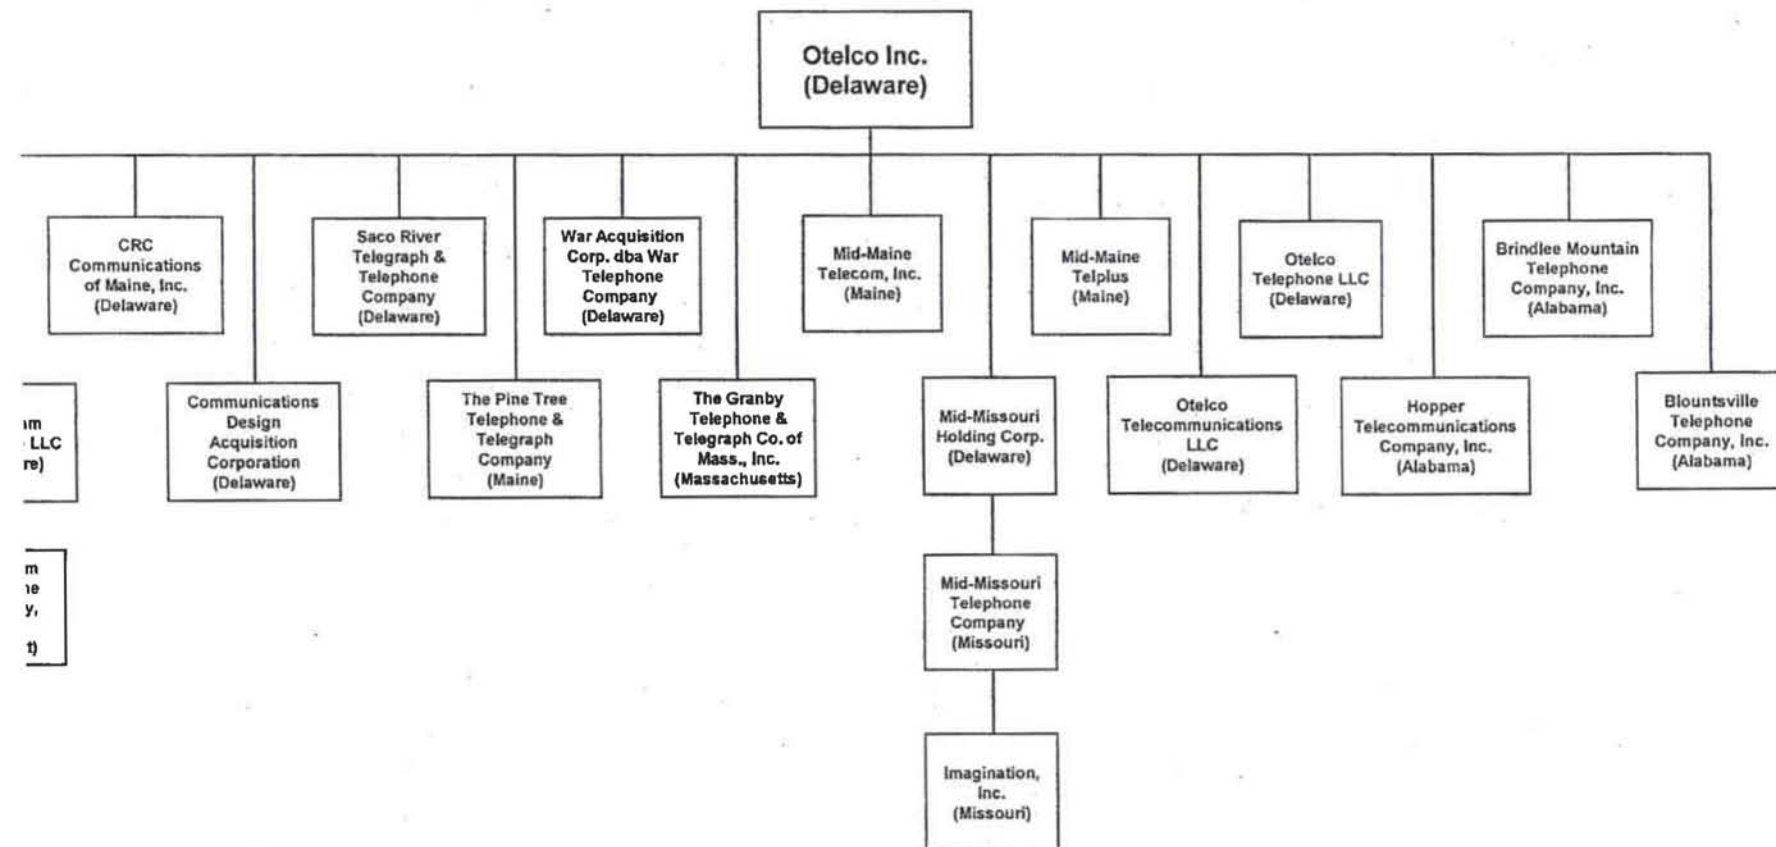 Otelco Inc.
(Delaware)
CRC
Communications
of Maine, Inc.
(Delaware)
Saco River
Telegraph &
Telephone
Company
(Delaware)
War Acquisition
Corp. dba War
Telephone
Company
(Delaware)
Mid-Maine
Telecom, Inc.
(Maine)
Mid-Maine
Telplus
(Maine)
Otelco
Telephone LLC
(Delaware)
Brindlee Mountain
Telephone
Company, Inc.
(Alabama)
LLC
Communications
Design
Acquisition
Corporation
(Delaware)
The Pine Tree
Telephone &
Telegraph
Company
(Maine)
The Granby
Telephone &
Telegraph Co. of
Mass., Inc.
(Massachusetts)
Mid-Missouri
Holding Corp.
(Delaware)
Otelco
Telecommunications
LLC
(Delaware)
Hopper
Telecommunications
Company, Inc.
(Alabama)
Blountsville
Telephone
Company, Inc.
(Alabama)
Mid-Missouri
Telephone
Company
(Missouri)
Imagination,
Inc.
(Missouri)